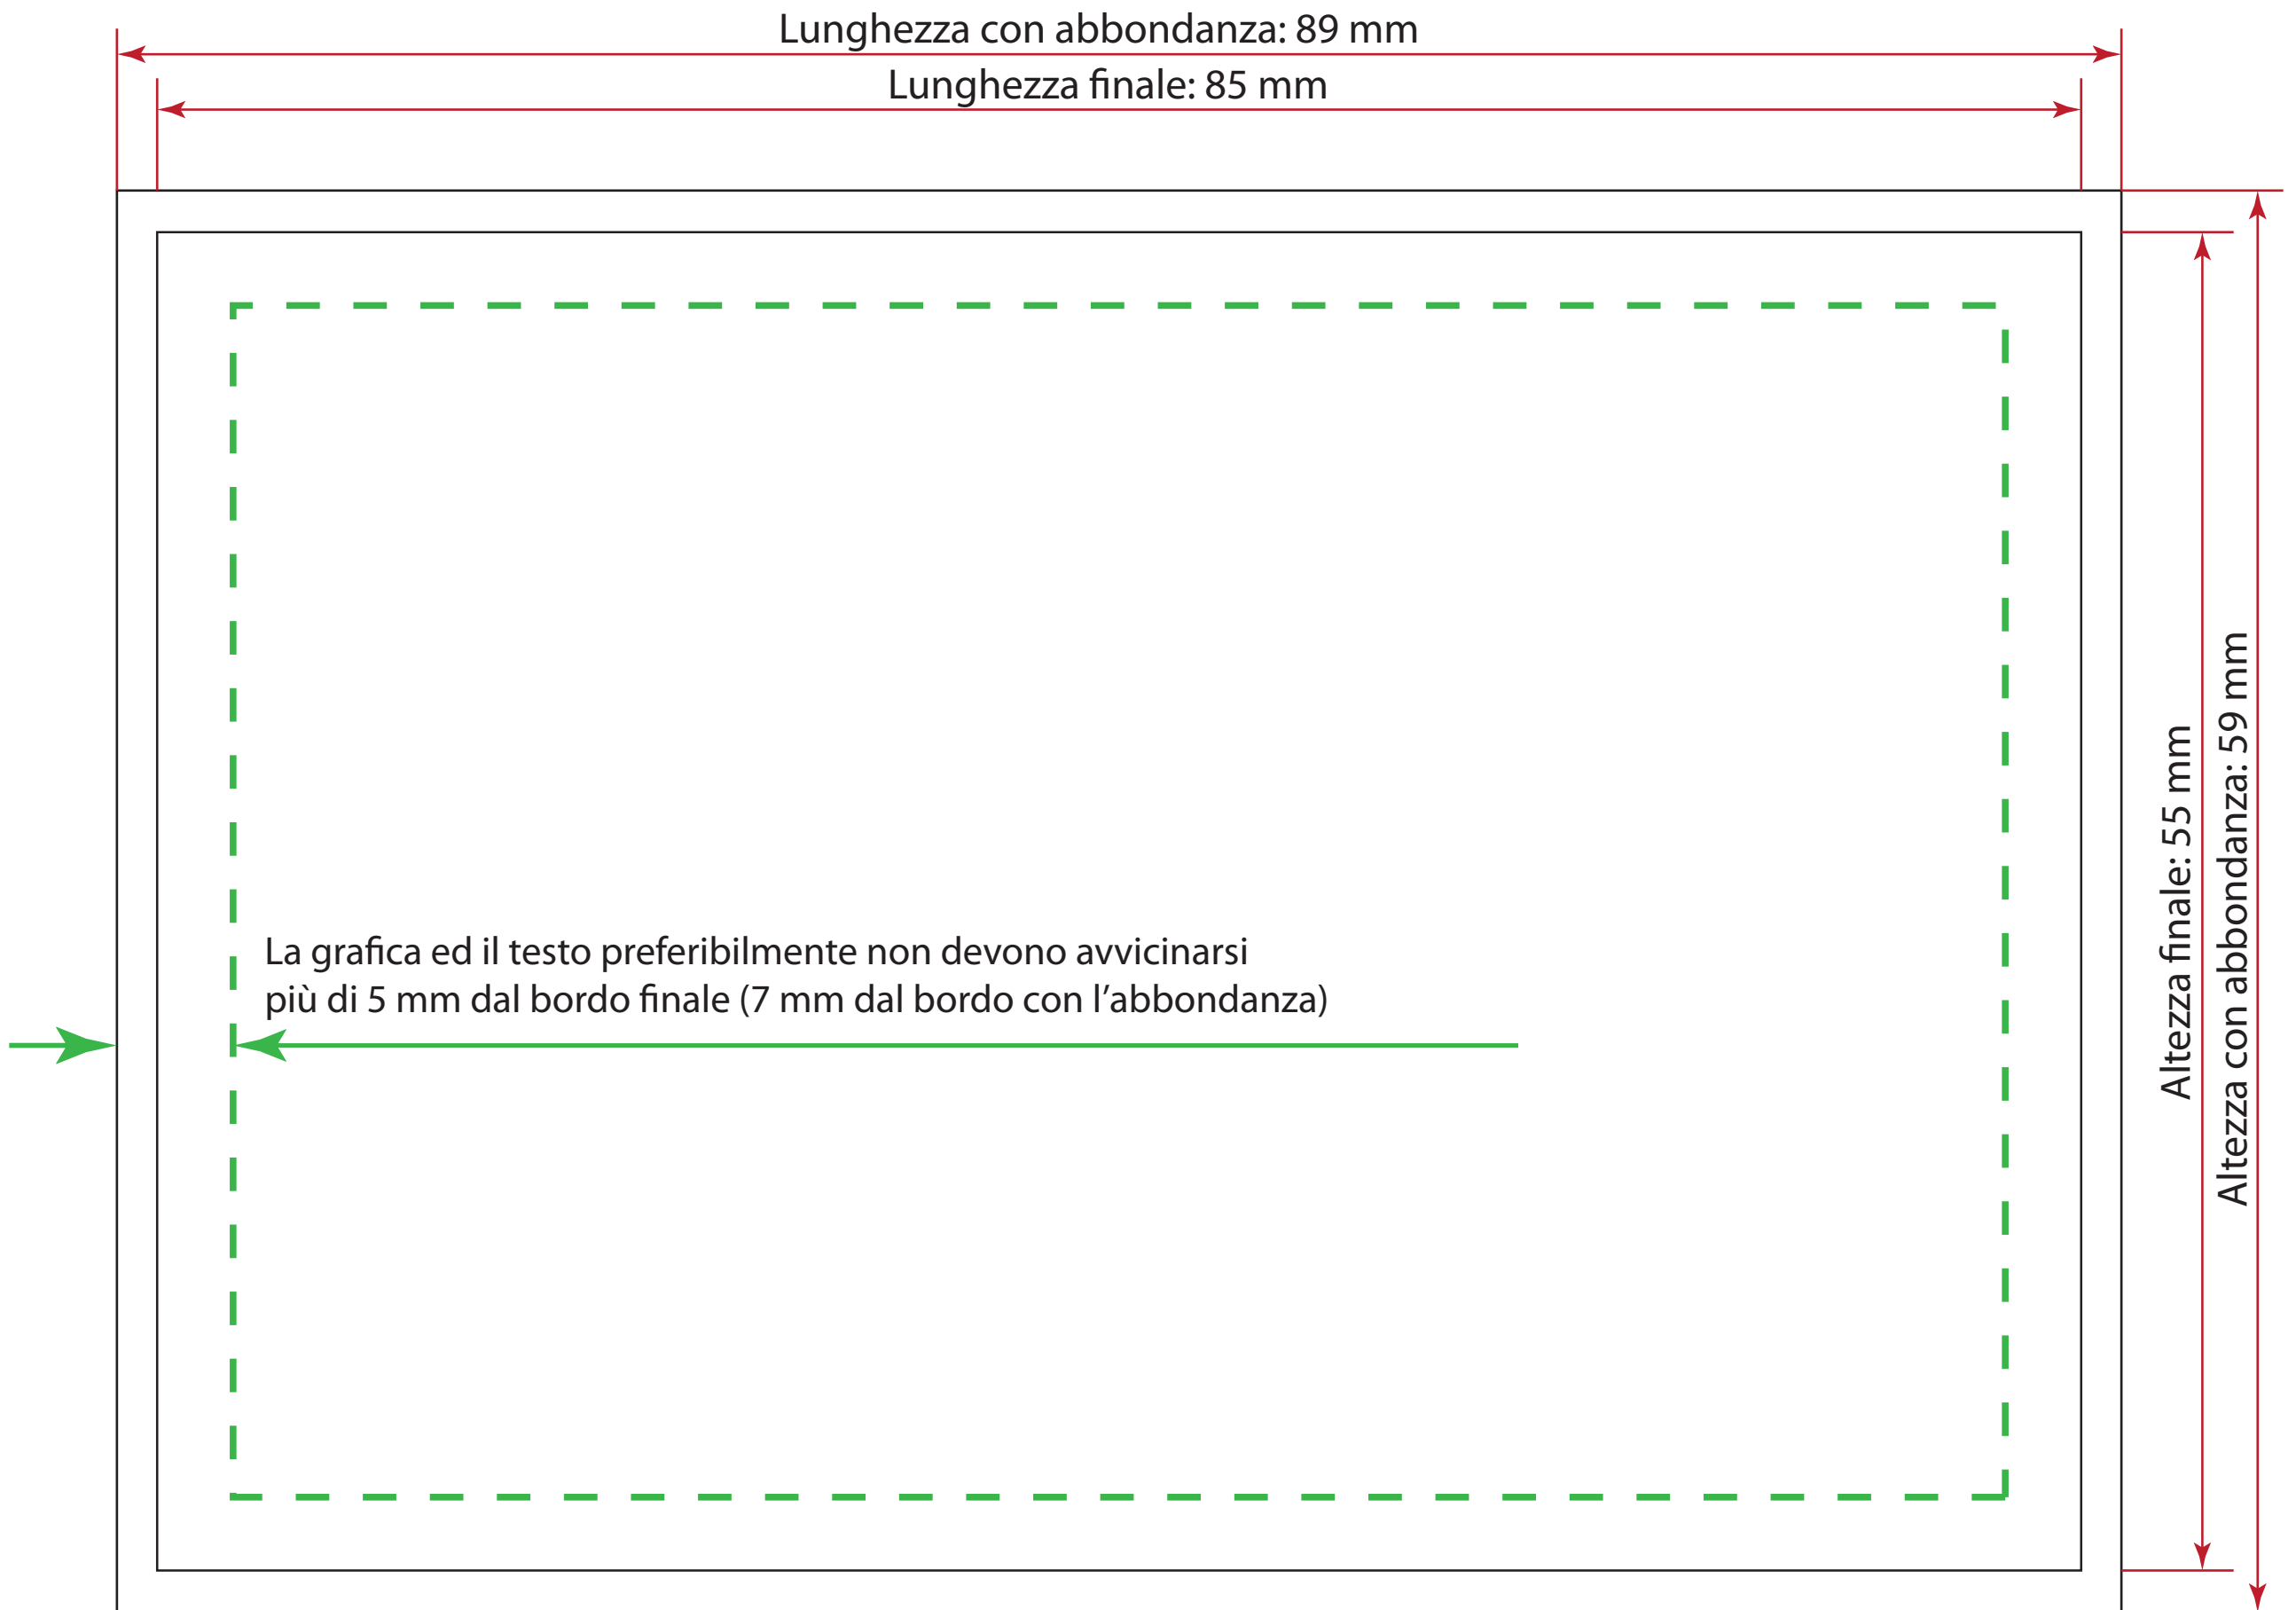 Lunghezza con abbondanza: 89 mm
Lunghezza finale: 85 mm
La grafica ed il testo preferibilmente non devono avvicinarsi
più di 5 mm dal bordo finale (7 mm dal bordo con l’abbondanza)
Altezza finale: 55 mm
Altezza con abbondanza: 59 mm